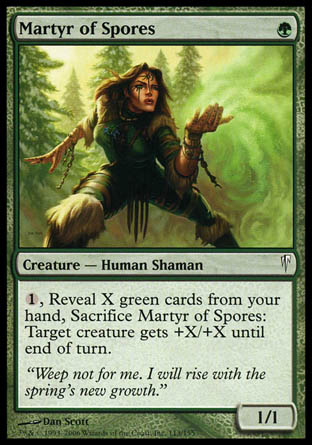 Martyr of Spores
Creature — Human Shaman
1, Reveal X green cards from your
hand, Sacrifice Martyr of Spores:
Target creature gets +X/+X until
end of turn.
“Weep not for me. I will rise with the
spring’s new growth.”
Dan Scott
1/1